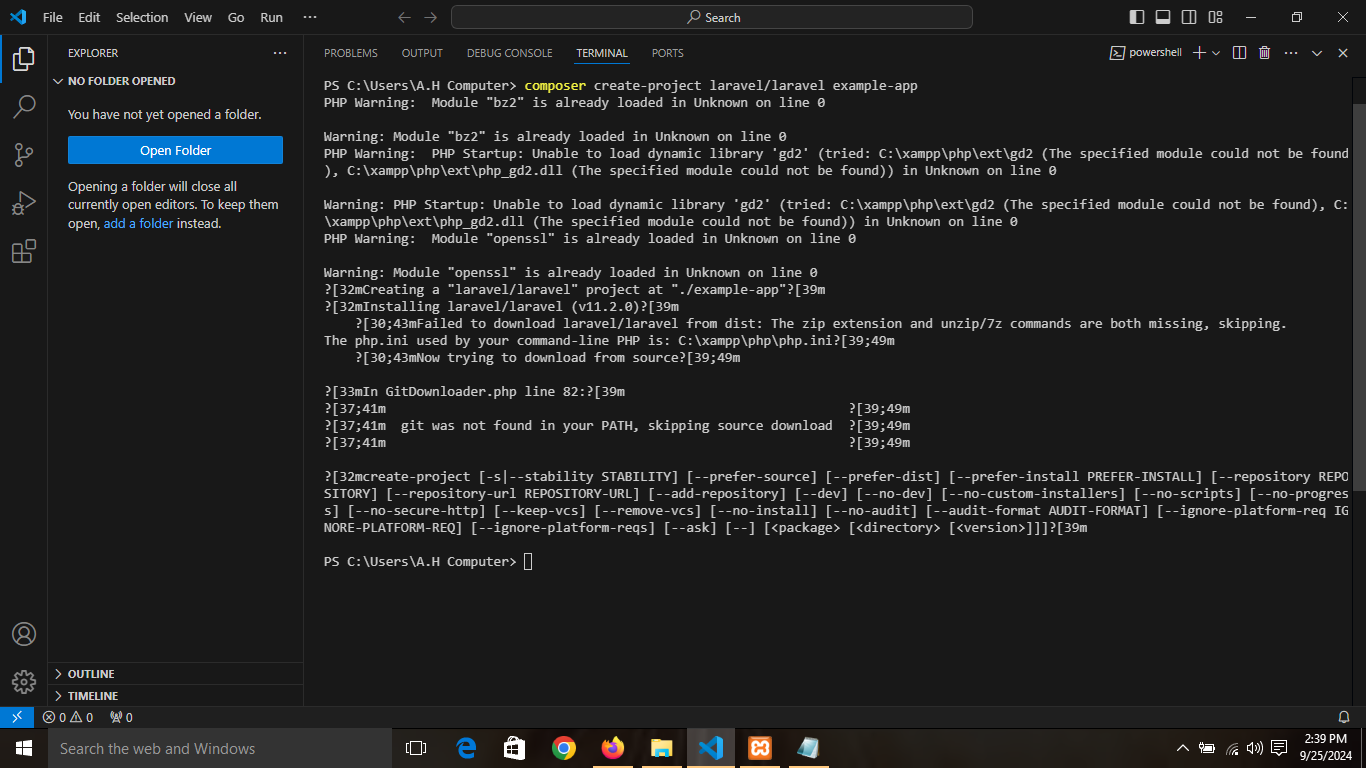 File Edit Selection View Go Run ···
Search
EXPLORER ···
NO FOLDER OPENED
You have not yet opened a folder.
Open Folder
Opening a folder will close all
currently open editors. To keep them
open, add a folder instead.
OUTLINE
TIMELINE
PROBLEMS OUTPUT DEBUG CONSOLE TERMINAL PORTS
powershell
PS C:\Users\A.H Computer> composer create-project laravel/laravel example-app
PHP Warning:  Module "bz2" is already loaded in Unknown on line 0
Warning: Module "bz2" is already loaded in Unknown on line 0
PHP Warning:  PHP Startup: Unable to load dynamic library 'gd2' (tried: C:\xampp\php\ext\gd2 (The specified module could not be found
), C:\xampp\php\ext\php_gd2.dll (The specified module could not be found)) in Unknown on line 0
Warning: PHP Startup: Unable to load dynamic library 'gd2' (tried: C:\xampp\php\ext\gd2 (The specified module could not be found), C:
\xampp\php\ext\php_gd2.dll (The specified module could not be found)) in Unknown on line 0
PHP Warning:  Module "openssl" is already loaded in Unknown on line 0
Warning: Module "openssl" is already loaded in Unknown on line 0
?[32mCreating a "laravel/laravel" project at "./example-app"?[39m
?[32mInstalling laravel/laravel (v11.2.0)?[39m
?[30;43mFailed to download laravel/laravel from dist: The zip extension and unzip/7z commands are both missing, skipping.
The php.ini used by your command-line PHP is: C:\xampp\php\php.ini?[39;49m
?[30;43mNow trying to download from source?[39;49m
?[33mIn GitDownloader.php line 82:?[39m
?[37;41m ?[39;49m
?[37;41m  git was not found in your PATH, skipping source download  ?[39;49m
?[37;41m ?[39;49m
?[32mcreate-project [-s|--stability STABILITY] [--prefer-source] [--prefer-dist] [--prefer-install PREFER-INSTALL] [--repository REPO
SITORY] [--repository-url REPOSITORY-URL] [--add-repository] [--dev] [--no-dev] [--no-custom-installers] [--no-scripts] [--no-progres
s] [--no-secure-http] [--keep-vcs] [--remove-vcs] [--no-install] [--no-audit] [--audit-format AUDIT-FORMAT] [--ignore-platform-req IG
NORE-PLATFORM-REQ] [--ignore-platform-reqs] [--ask] [--] [<package> [<directory> [<version>]]]?[39m
PS C:\Users\A.H Computer>
0 0 0
Search the web and Windows
2:39 PM
9/25/2024